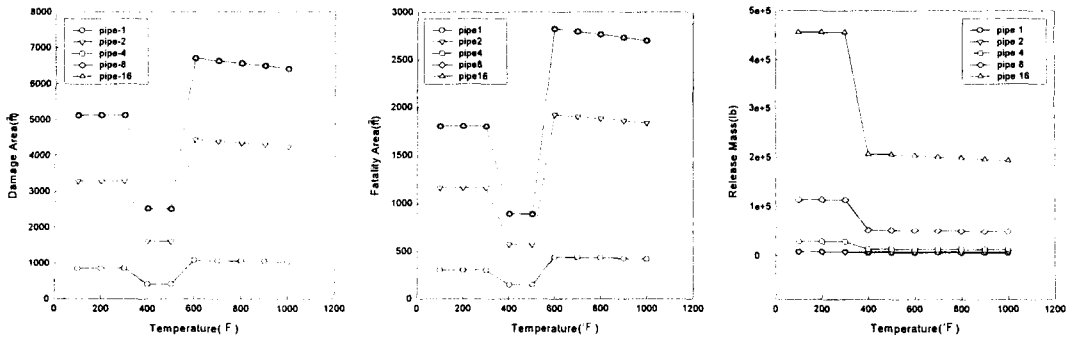 8000
7000
6000
5000
4000
3000
2000
1000
0
0 200 400 600 800 1000 1200
Damage Area(ft²)
Temperature(°F)
pipe-1
pipe-2
pipe-4
pipe-8
pipe-16
3000
2500
2000
1500
1000
500
0
0 200 400 600 800 1000 1200
Fatality Area(ft²)
Temperature(°F)
pipe1
pipe2
pipe4
pipe8
pipe-16
5e+5
4e+5
3e+5
2e+5
1e+5
0
0 200 400 600 800 1000 1200
Release Mass(lb)
Temperature(°F)
pipe 1
pipe 2
pipe 4
pipe 8
pipe 16